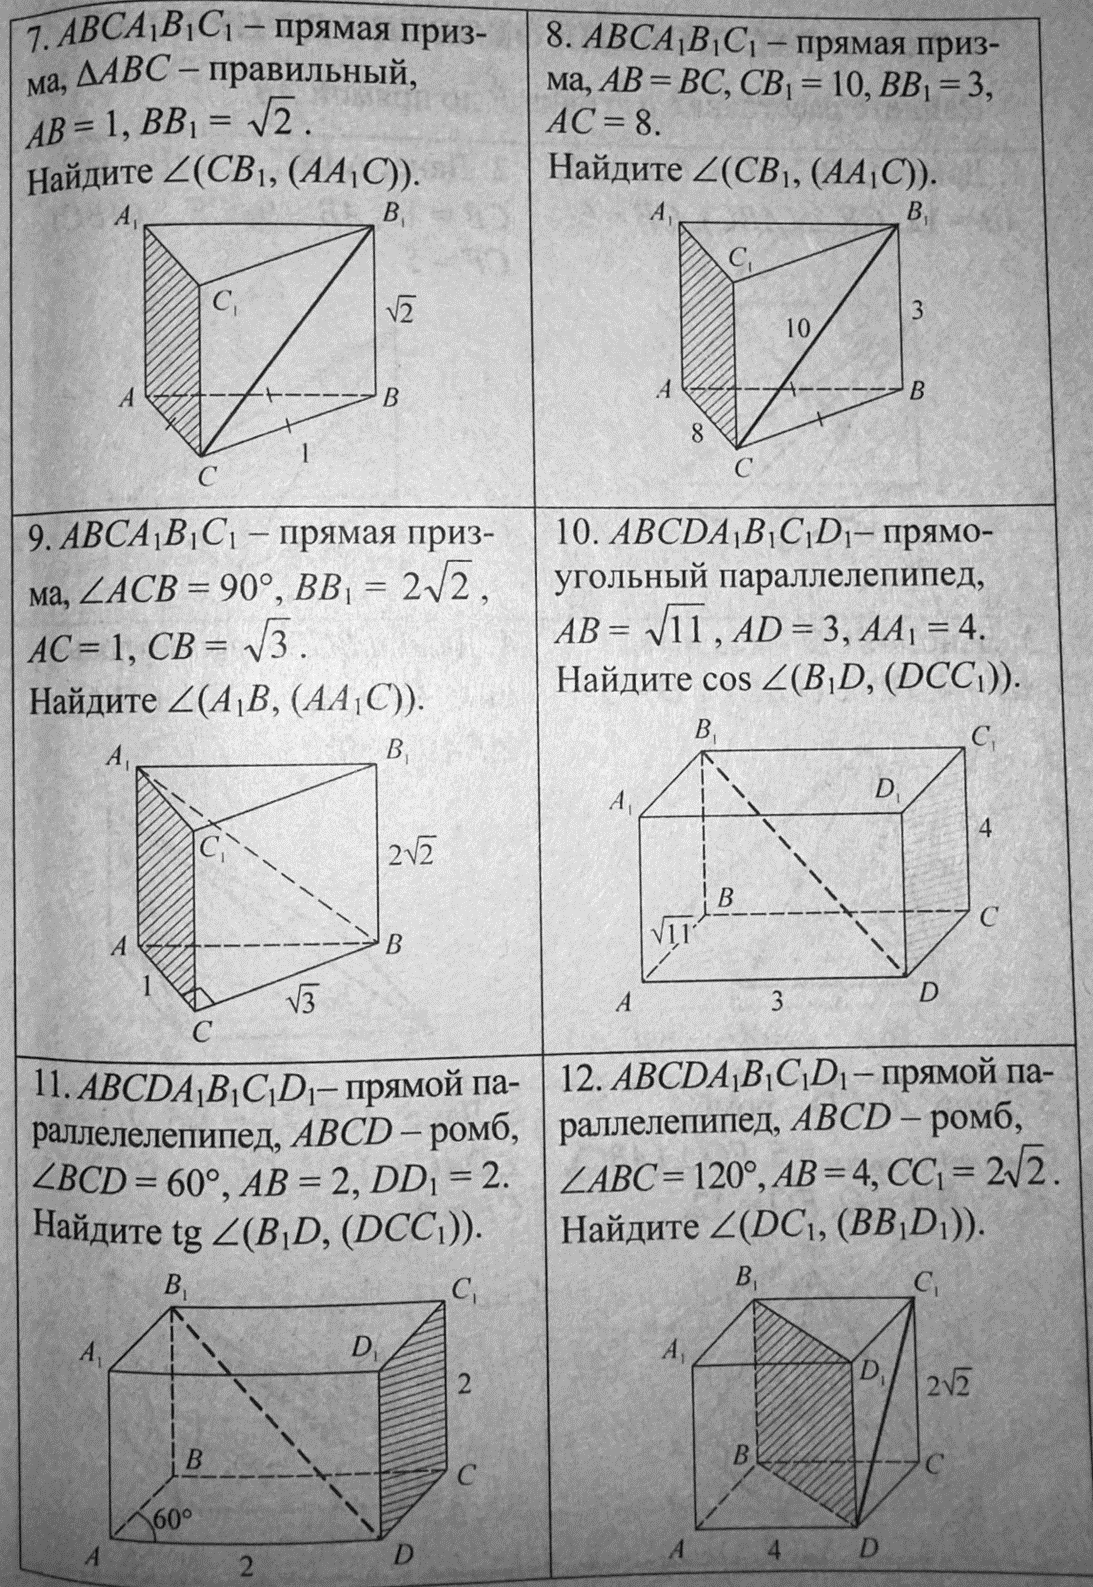 7. ABCA₁B₁C₁ – прямая приз-
ма, ΔABC – правильный,
AB = 1, BB₁ = √2.
Найдите ∠(CB₁, (AA₁C)).
A₁
B₁
C₁
√2
A
B
1
C
8. ABCA₁B₁C₁ – прямая приз-
ма, AB = BC, CB₁ = 10, BB₁ = 3,
AC = 8.
Найдите ∠(CB₁, (AA₁C)).
A₁
B₁
C₁
10
3
A
B
8
C
9. ABCA₁B₁C₁ – прямая приз-
ма, ∠ACB = 90°, BB₁ = 2√2,
AC = 1, CB = √3.
Найдите ∠(A₁B, (AA₁C)).
A₁
B₁
C₁
2√2
A
B
1
√3
C
10. ABCDA₁B₁C₁D₁– прямо-
угольный параллелепипед,
AB = √11, AD = 3, AA₁ = 4.
Найдите cos ∠(B₁D, (DCC₁)).
B₁
C₁
A₁
D₁
4
B
C
√11
A
3
D
11. ABCDA₁B₁C₁D₁– прямой па-
раллелелепипед, ABCD – ромб,
∠BCD = 60°, AB = 2, DD₁ = 2.
Найдите tg ∠(B₁D, (DCC₁)).
B₁
C₁
A₁
D₁
2
B
C
60°
A
2
D
12. ABCDA₁B₁C₁D₁ – прямой па-
раллелепипед, ABCD – ромб,
∠ABC = 120°, AB = 4, CC₁ = 2√2.
Найдите ∠(DC₁, (BB₁D₁)).
B₁
C₁
A₁
D₁
2√2
B
C
A
4
D